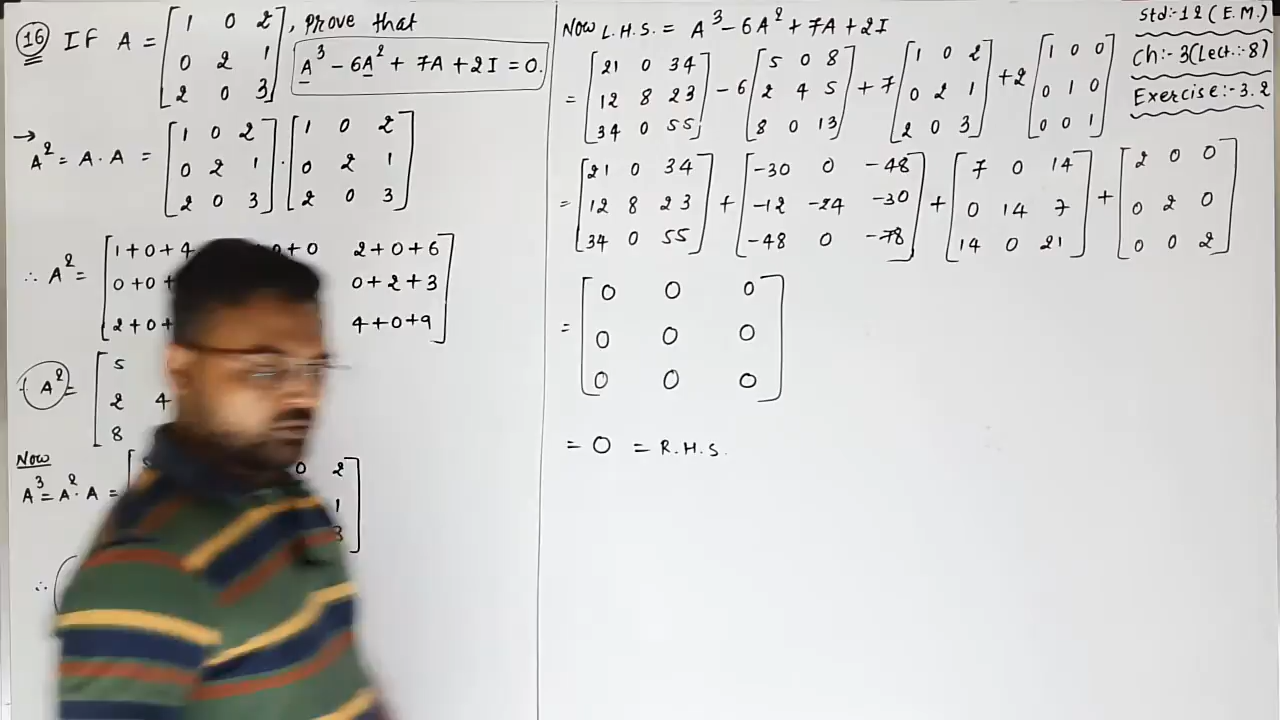 16 If A = [ 1 0 2 ] , prove that
0 2 1 A³ - 6A² + 7A + 2I = 0.
2 0 3
→ A² = A · A = [ 1 0 2 ] · [ 1 0 2 ]
0 2 1 0 2 1
2 0 3 2 0 3
∴ A² = [ 1+0+4 0+0 2+0+6 ]
0+0+ 0+2+3
2+0+ 4+0+9
A² = [ 5
2 4
8
Now
A³ = A² · A = [ 0 2 ]
1
3
∴
Now L.H.S. = A³ - 6A² + 7A + 2I
= [ 21 0 34 ] - 6 [ 5 0 8 ] + 7 [ 1 0 2 ] + 2 [ 1 0 0 ]
12 8 23 2 4 5 0 2 1 0 1 0
34 0 55 8 0 13 2 0 3 0 0 1
= [ 21 0 34 ] + [ -30 0 -48 ] + [ 7 0 14 ] + [ 2 0 0 ]
12 8 23 -12 -24 -30 0 14 7 0 2 0
34 0 55 -48 0 -78 14 0 21 0 0 2
= [ 0 0 0 ]
0 0 0
0 0 0
= 0 = R.H.S.
Std:-12 (E.M.)
Ch:-3(Lect.:-8)
Exercise:-3.2